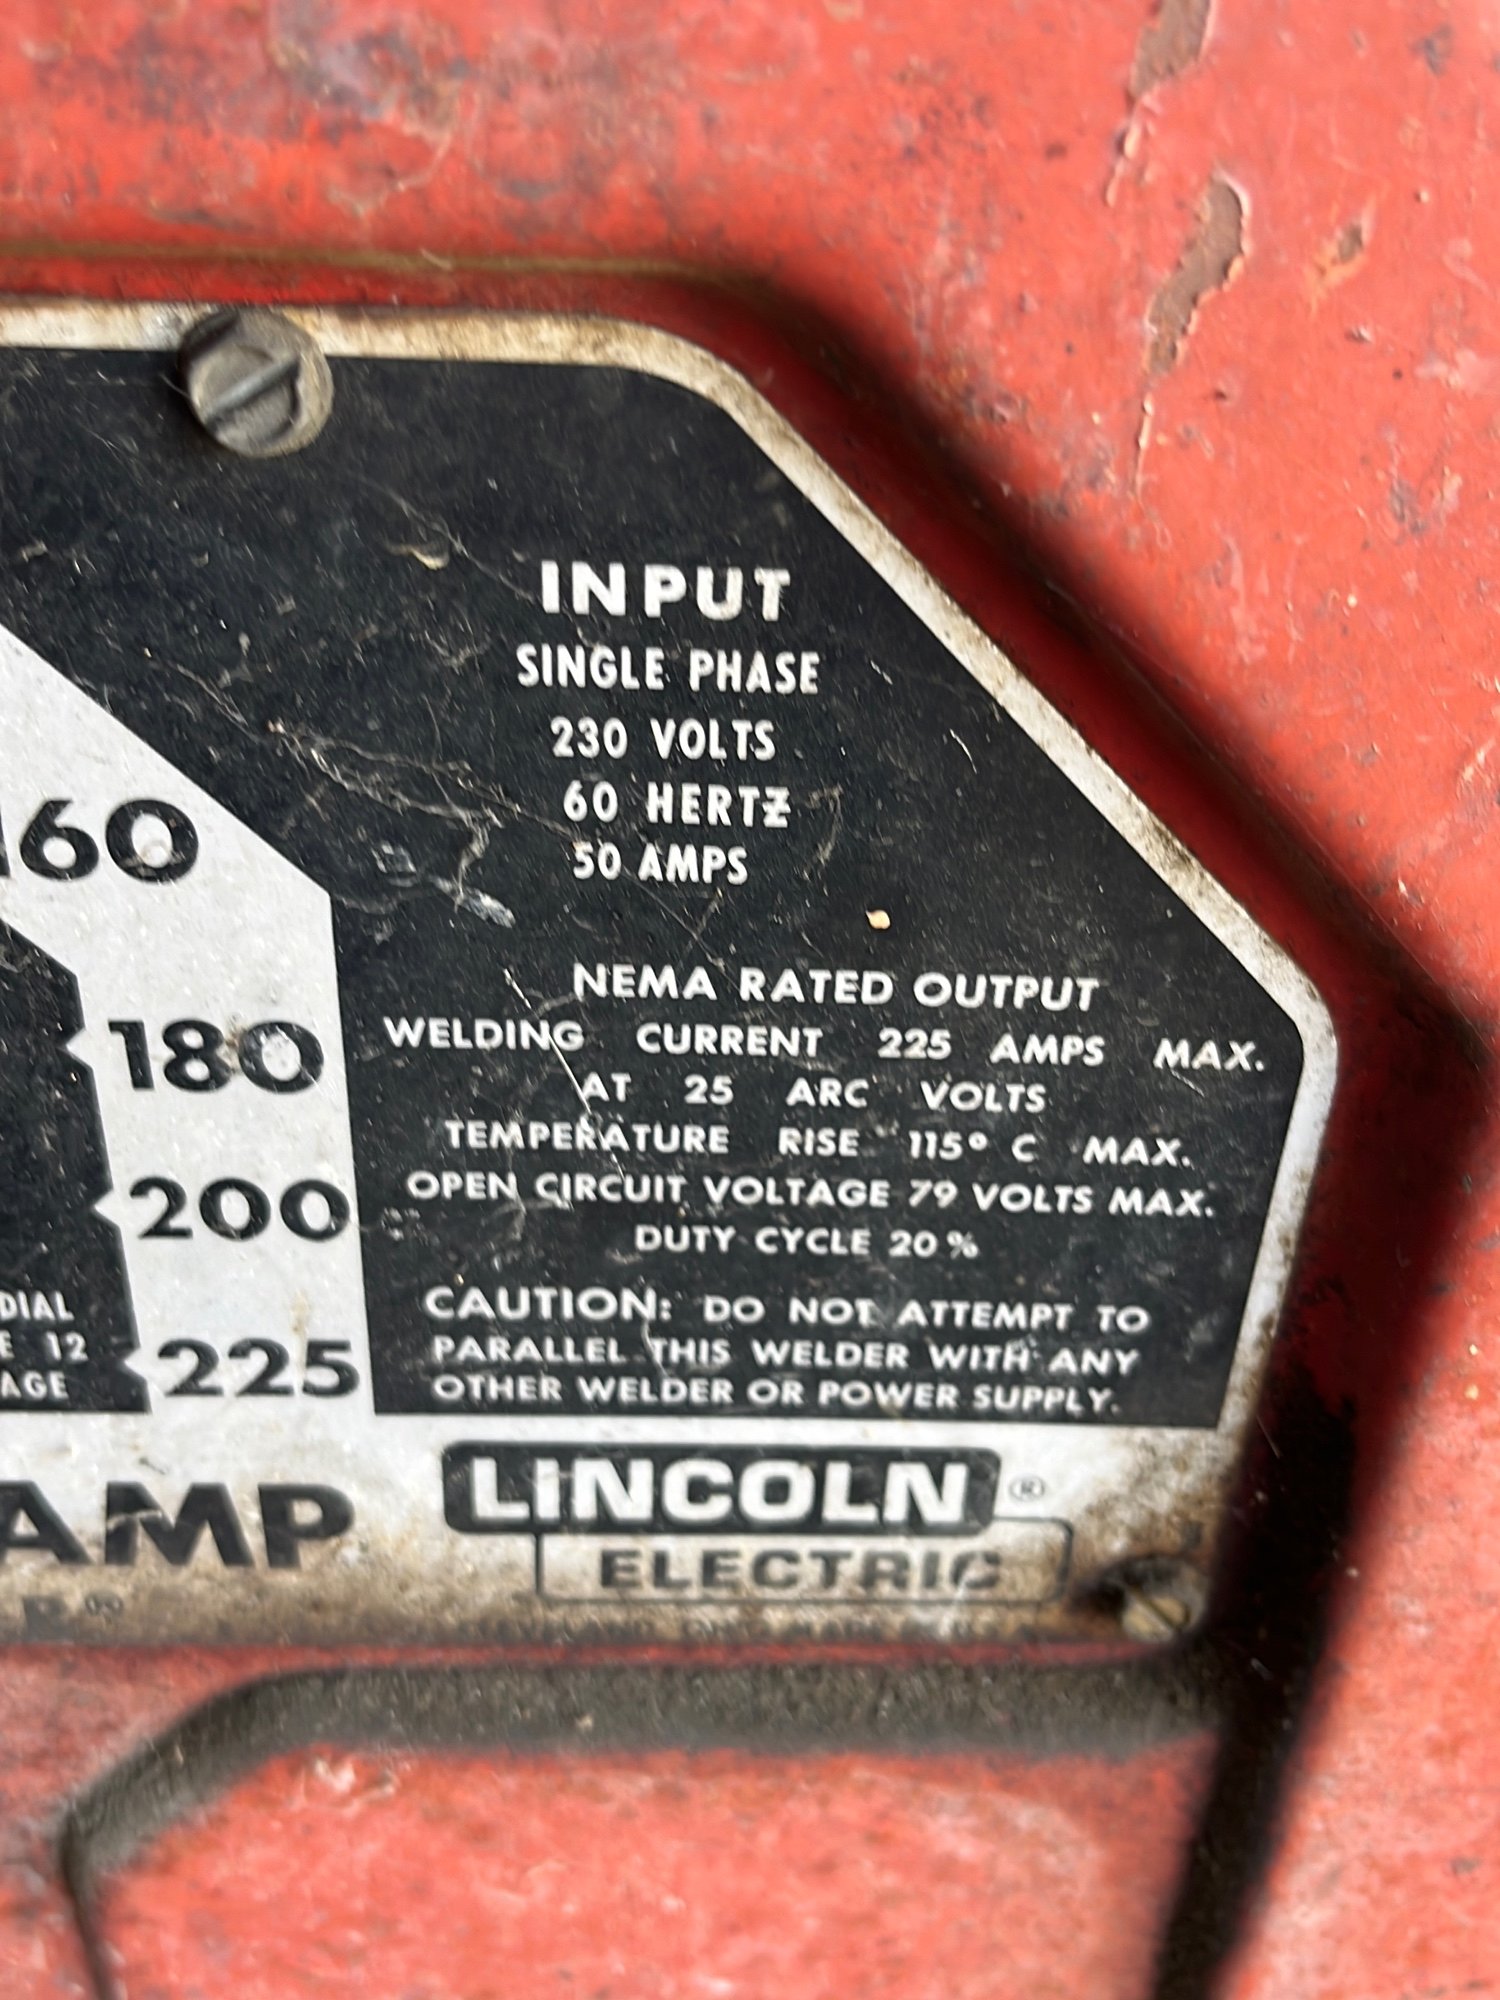 INPUT
SINGLE PHASE
230 VOLTS
60 HERTZ
50 AMPS
160
180
200
225
NEMA RATED OUTPUT
WELDING CURRENT 225 AMPS MAX.
AT 25 ARC VOLTS
TEMPERATURE RISE 115° C MAX.
OPEN CIRCUIT VOLTAGE 79 VOLTS MAX.
DUTY CYCLE 20%
CAUTION: DO NOT ATTEMPT TO
PARALLEL THIS WELDER WITH ANY
OTHER WELDER OR POWER SUPPLY.
DIAL
E 12
AGE
AMP
LINCOLN ®
ELECTRIC